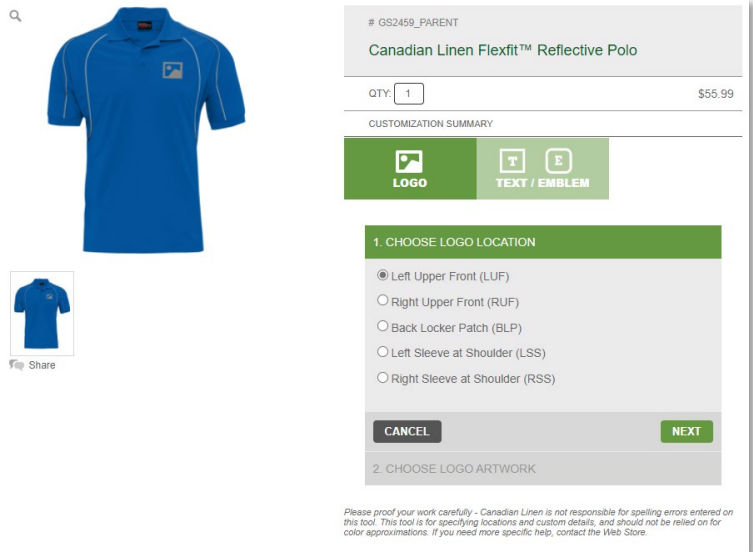 # GS2459_PARENT
Canadian Linen Flexfit™ Reflective Polo
QTY: 1 $55.99
CUSTOMIZATION SUMMARY
LOGO
T E
TEXT / EMBLEM
1. CHOOSE LOGO LOCATION
Left Upper Front (LUF)
Right Upper Front (RUF)
Back Locker Patch (BLP)
Left Sleeve at Shoulder (LSS)
Right Sleeve at Shoulder (RSS)
CANCEL NEXT
2. CHOOSE LOGO ARTWORK
Share
Please proof your work carefully - Canadian Linen is not responsible for spelling errors entered on
this tool. This tool is for specifying locations and custom details, and should not be relied on for
color approximations. If you need more specific help, contact the Web Store.